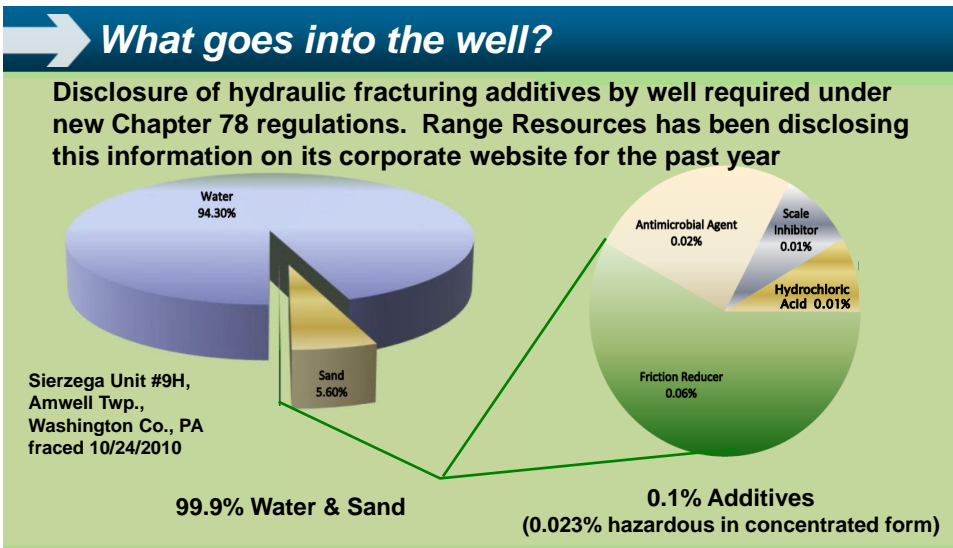 What goes into the well?
Disclosure of hydraulic fracturing additives by well required under
new Chapter 78 regulations.  Range Resources has been disclosing
this information on its corporate website for the past year
Water
94.30%
Sand
5.60%
Sierzega Unit #9H,
Amwell Twp.,
Washington Co., PA
fraced 10/24/2010
99.9% Water & Sand
Antimicrobial Agent
0.02%
Scale
Inhibitor
0.01%
Hydrochloric
Acid 0.01%
Friction Reducer
0.06%
0.1% Additives
(0.023% hazardous in concentrated form)